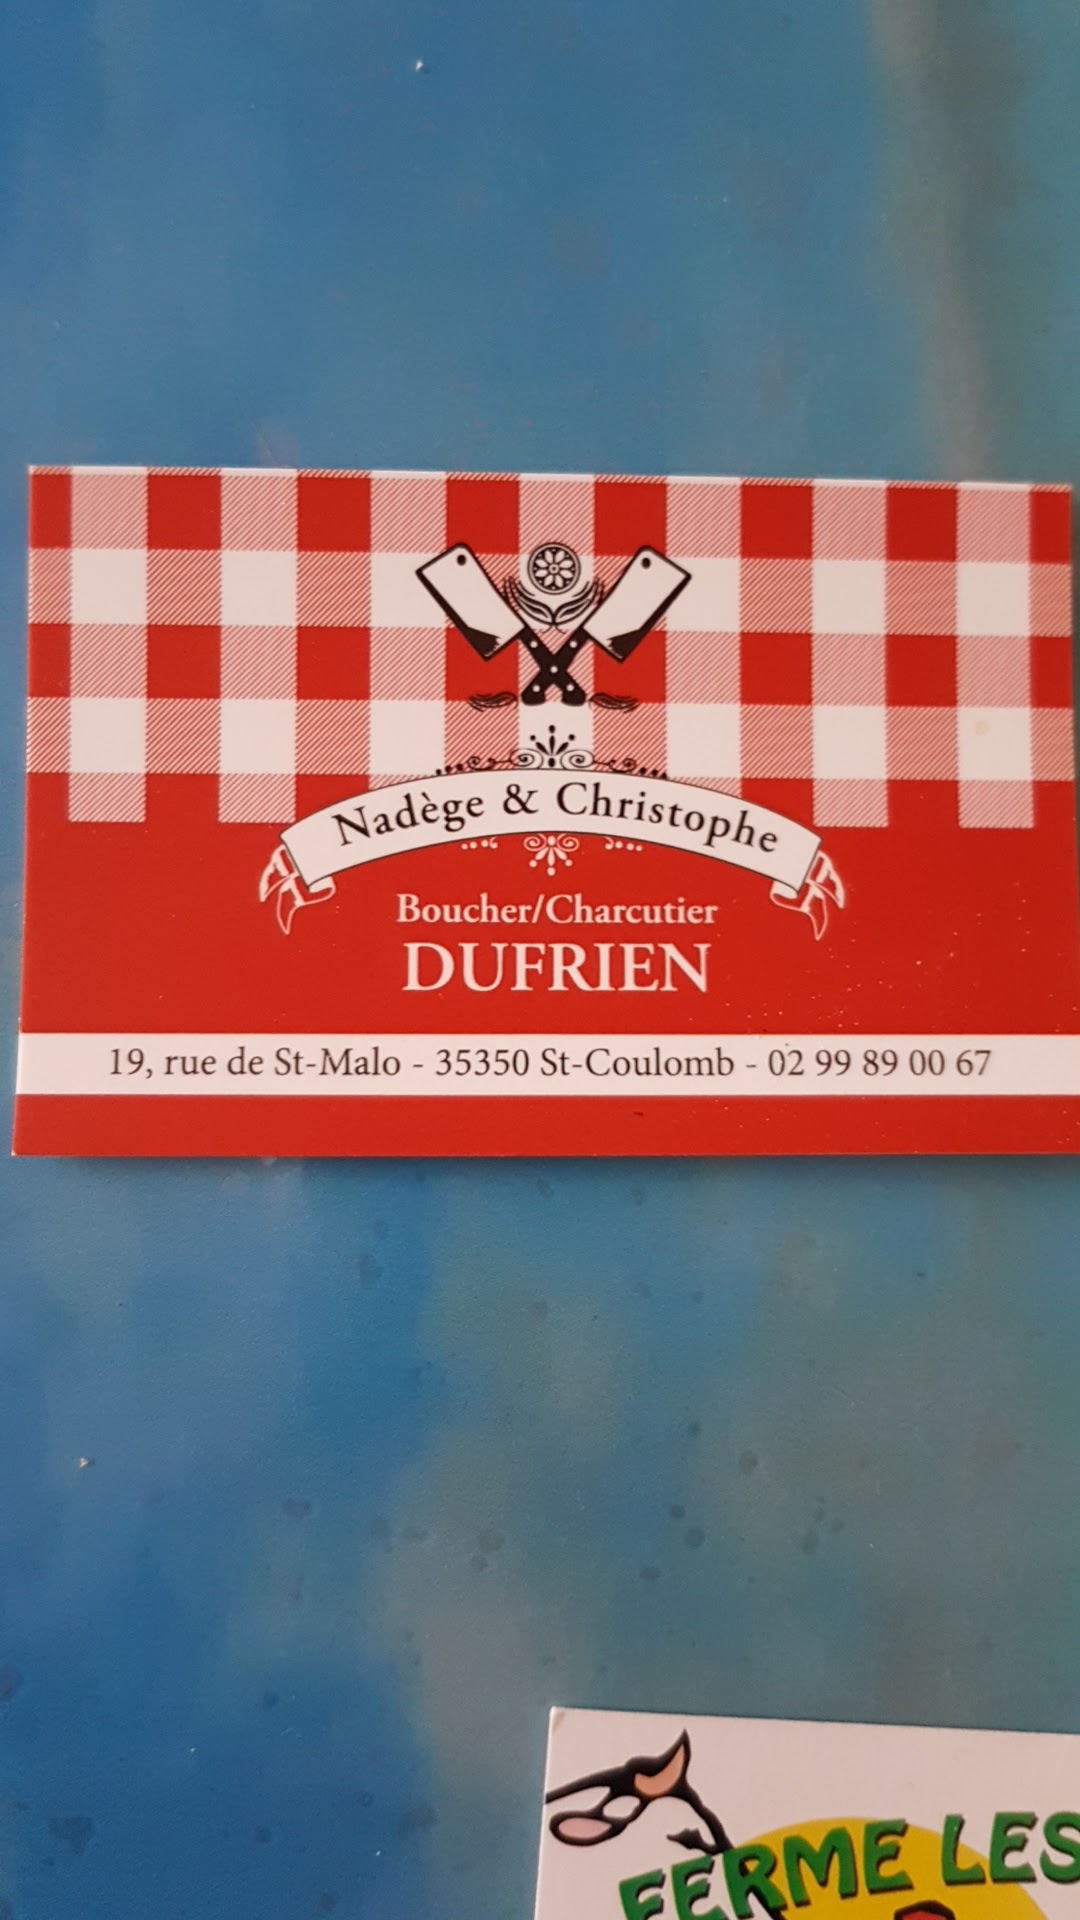 Nadège & Christophe
Boucher/Charcutier
DUFRIEN
19, rue de St-Malo - 35350 St-Coulomb - 02 99 89 00 67
FERME LES